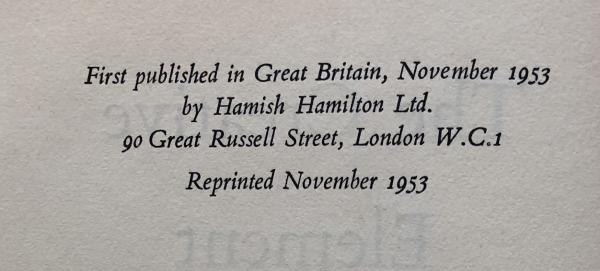 First published in Great Britain, November 1953
by Hamish Hamilton Ltd.
90 Great Russell Street, London W.C.1
Reprinted November 1953
Element